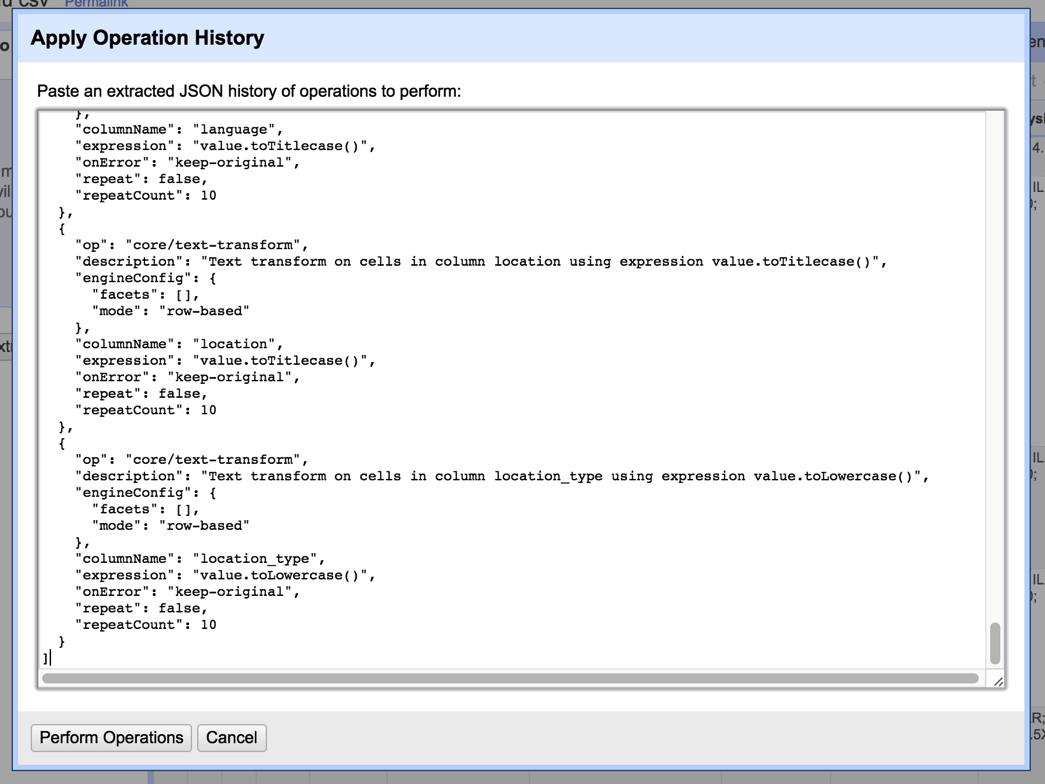 CSV Permalink
Apply Operation History
Paste an extracted JSON history of operations to perform:
},
"columnName": "language",
"expression": "value.toTitlecase()",
"onError": "keep-original",
"repeat": false,
"repeatCount": 10
},
{
"op": "core/text-transform",
"description": "Text transform on cells in column location using expression value.toTitlecase()",
"engineConfig": {
"facets": [],
"mode": "row-based"
},
"columnName": "location",
"expression": "value.toTitlecase()",
"onError": "keep-original",
"repeat": false,
"repeatCount": 10
},
{
"op": "core/text-transform",
"description": "Text transform on cells in column location_type using expression value.toLowercase()",
"engineConfig": {
"facets": [],
"mode": "row-based"
},
"columnName": "location_type",
"expression": "value.toLowercase()",
"onError": "keep-original",
"repeat": false,
"repeatCount": 10
}
]
Perform Operations
Cancel